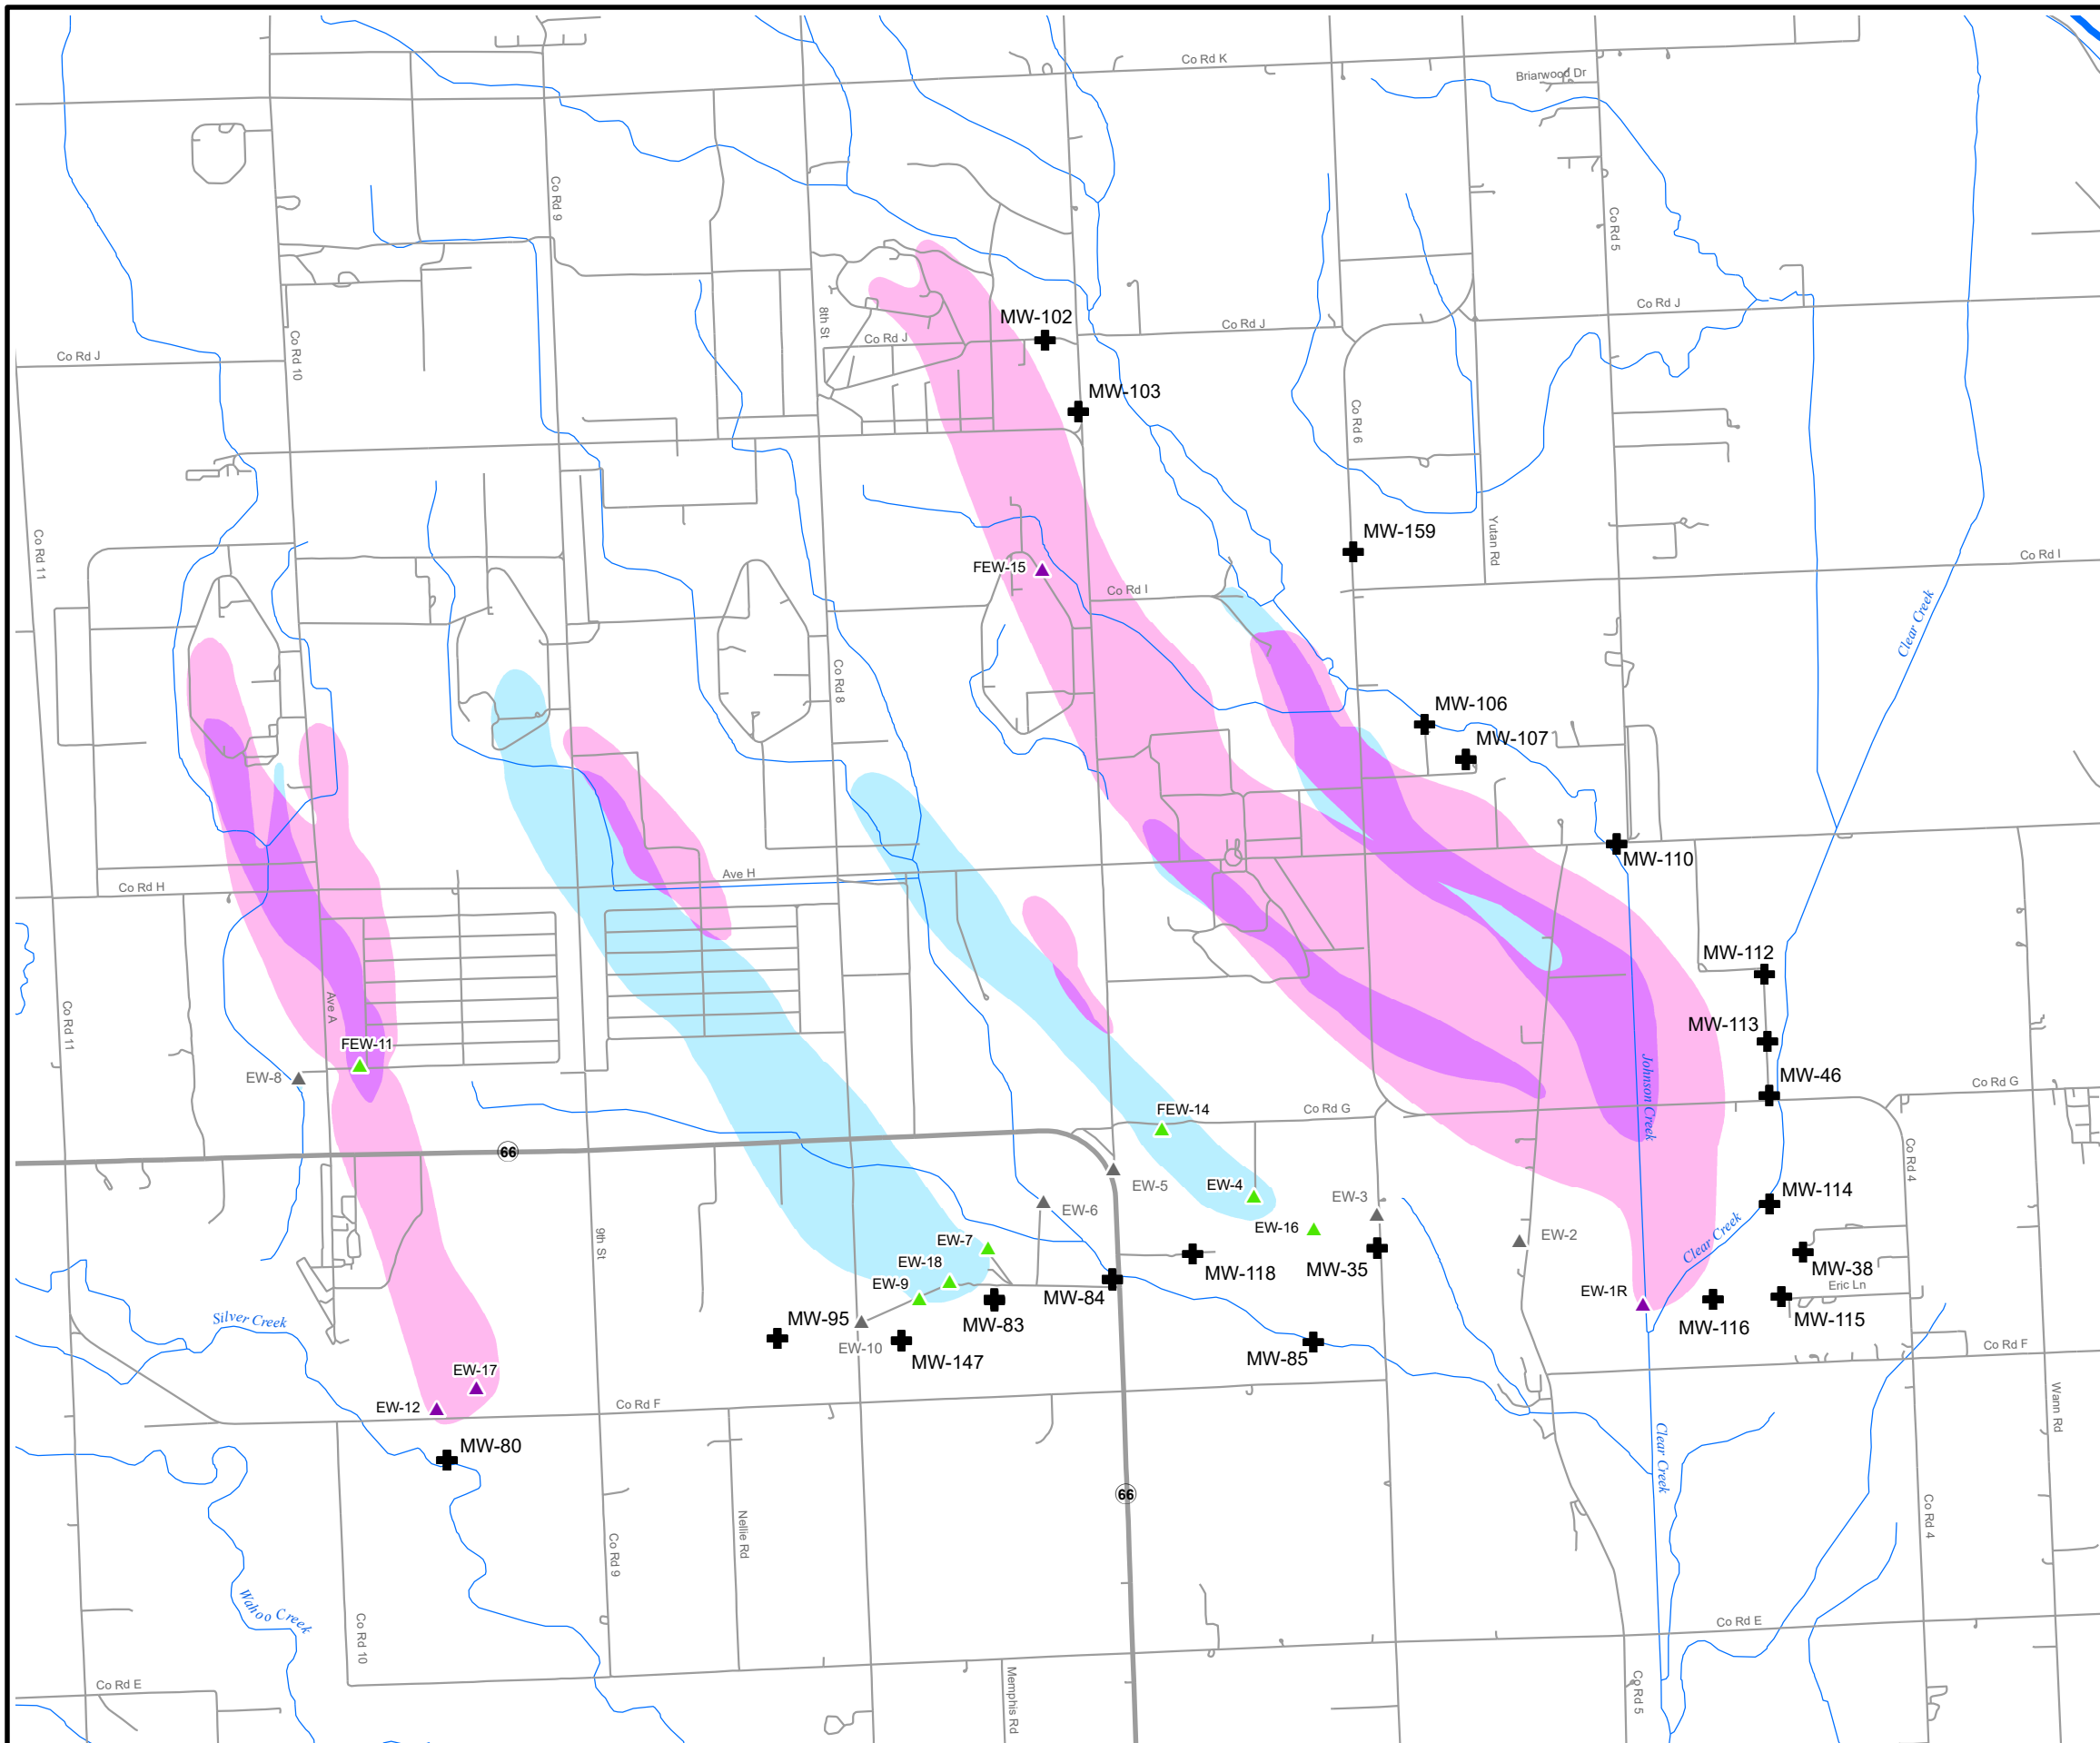 Co Rd K
Briarwood Dr
Co Rd 9
Co Rd 5
Co Rd J
MW-102
Co Rd J
8th St
Co Rd J
Co Rd 10
Co Rd J
MW-103
Co Rd 6
MW-159
Yutan Rd
Co Rd I
Co Rd 11
FEW-15
Co Rd I
Clear Creek
Co Rd 8
MW-106
MW-107
MW-110
Ave H
Co Rd H
MW-112
Ave A
Co Rd 11
MW-113
FEW-11
EW-8
MW-46
Co Rd G
Johnson Creek
FEW-14
Co Rd G
66
Co Rd 4
EW-5
EW-4
MW-114
EW-3
EW-6
EW-16
9th St
EW-7
EW-2
Clear Creek
EW-18
MW-118
MW-35
MW-38
EW-9
MW-84
Eric Ln
EW-1R
Silver Creek
MW-95
MW-83
MW-116
MW-115
EW-10
MW-147
MW-85
Co Rd F
EW-17
Wann Rd
EW-12
Co Rd F
MW-80
Clear Creek
66
Nellie Rd
Co Rd 9
Co Rd 4
Wahoo Creek
Co Rd 10
Co Rd E
Co Rd E
Memphis Rd
Co Rd 5